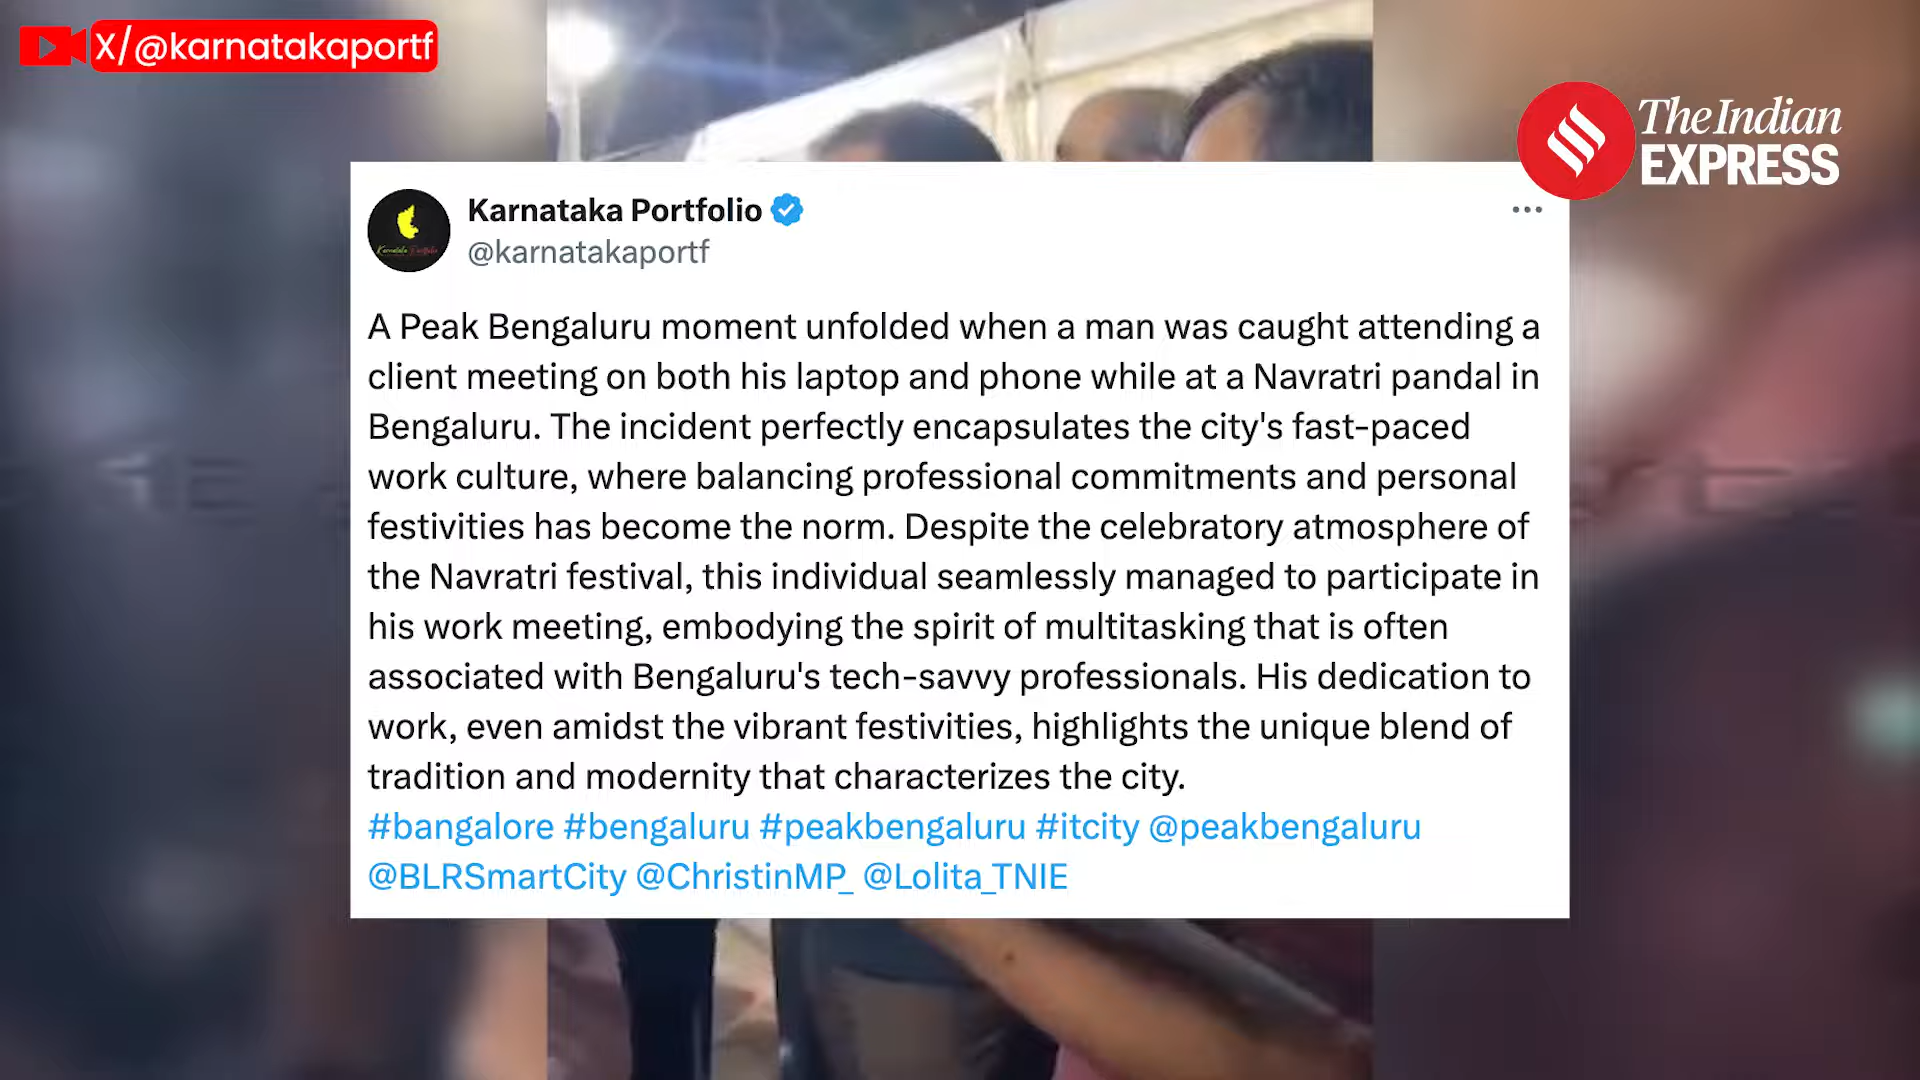 X/@karnatakaportf
The Indian
EXPRESS
Karnataka Portfolio
@karnatakaportf
A Peak Bengaluru moment unfolded when a man was caught attending a
client meeting on both his laptop and phone while at a Navratri pandal in
Bengaluru. The incident perfectly encapsulates the city's fast-paced
work culture, where balancing professional commitments and personal
festivities has become the norm. Despite the celebratory atmosphere of
the Navratri festival, this individual seamlessly managed to participate in
his work meeting, embodying the spirit of multitasking that is often
associated with Bengaluru's tech-savvy professionals. His dedication to
work, even amidst the vibrant festivities, highlights the unique blend of
tradition and modernity that characterizes the city.
#bangalore #bengaluru #peakbengaluru #itcity @peakbengaluru
@BLRSmartCity @ChristinMP_ @Lolita_TNIE